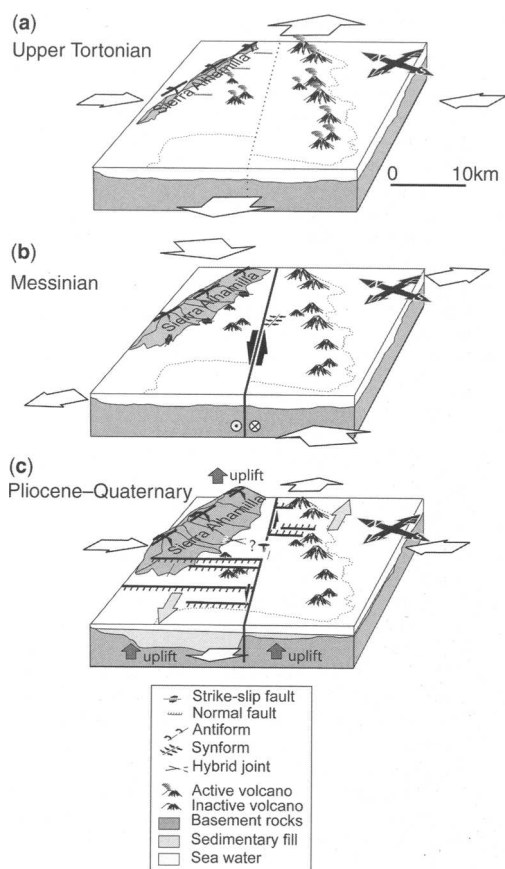 (a)
Upper Tortonian
Sierra Alhamilla
0 10km
(b)
Messinian
Sierra Alhamilla
(c)
uplift
Pliocene–Quaternary
Sierra Alhamilla
?
uplift
uplift
Strike-slip fault
Normal fault
Antiform
Synform
Hybrid joint
Active volcano
Inactive volcano
Basement rocks
Sedimentary fill
Sea water